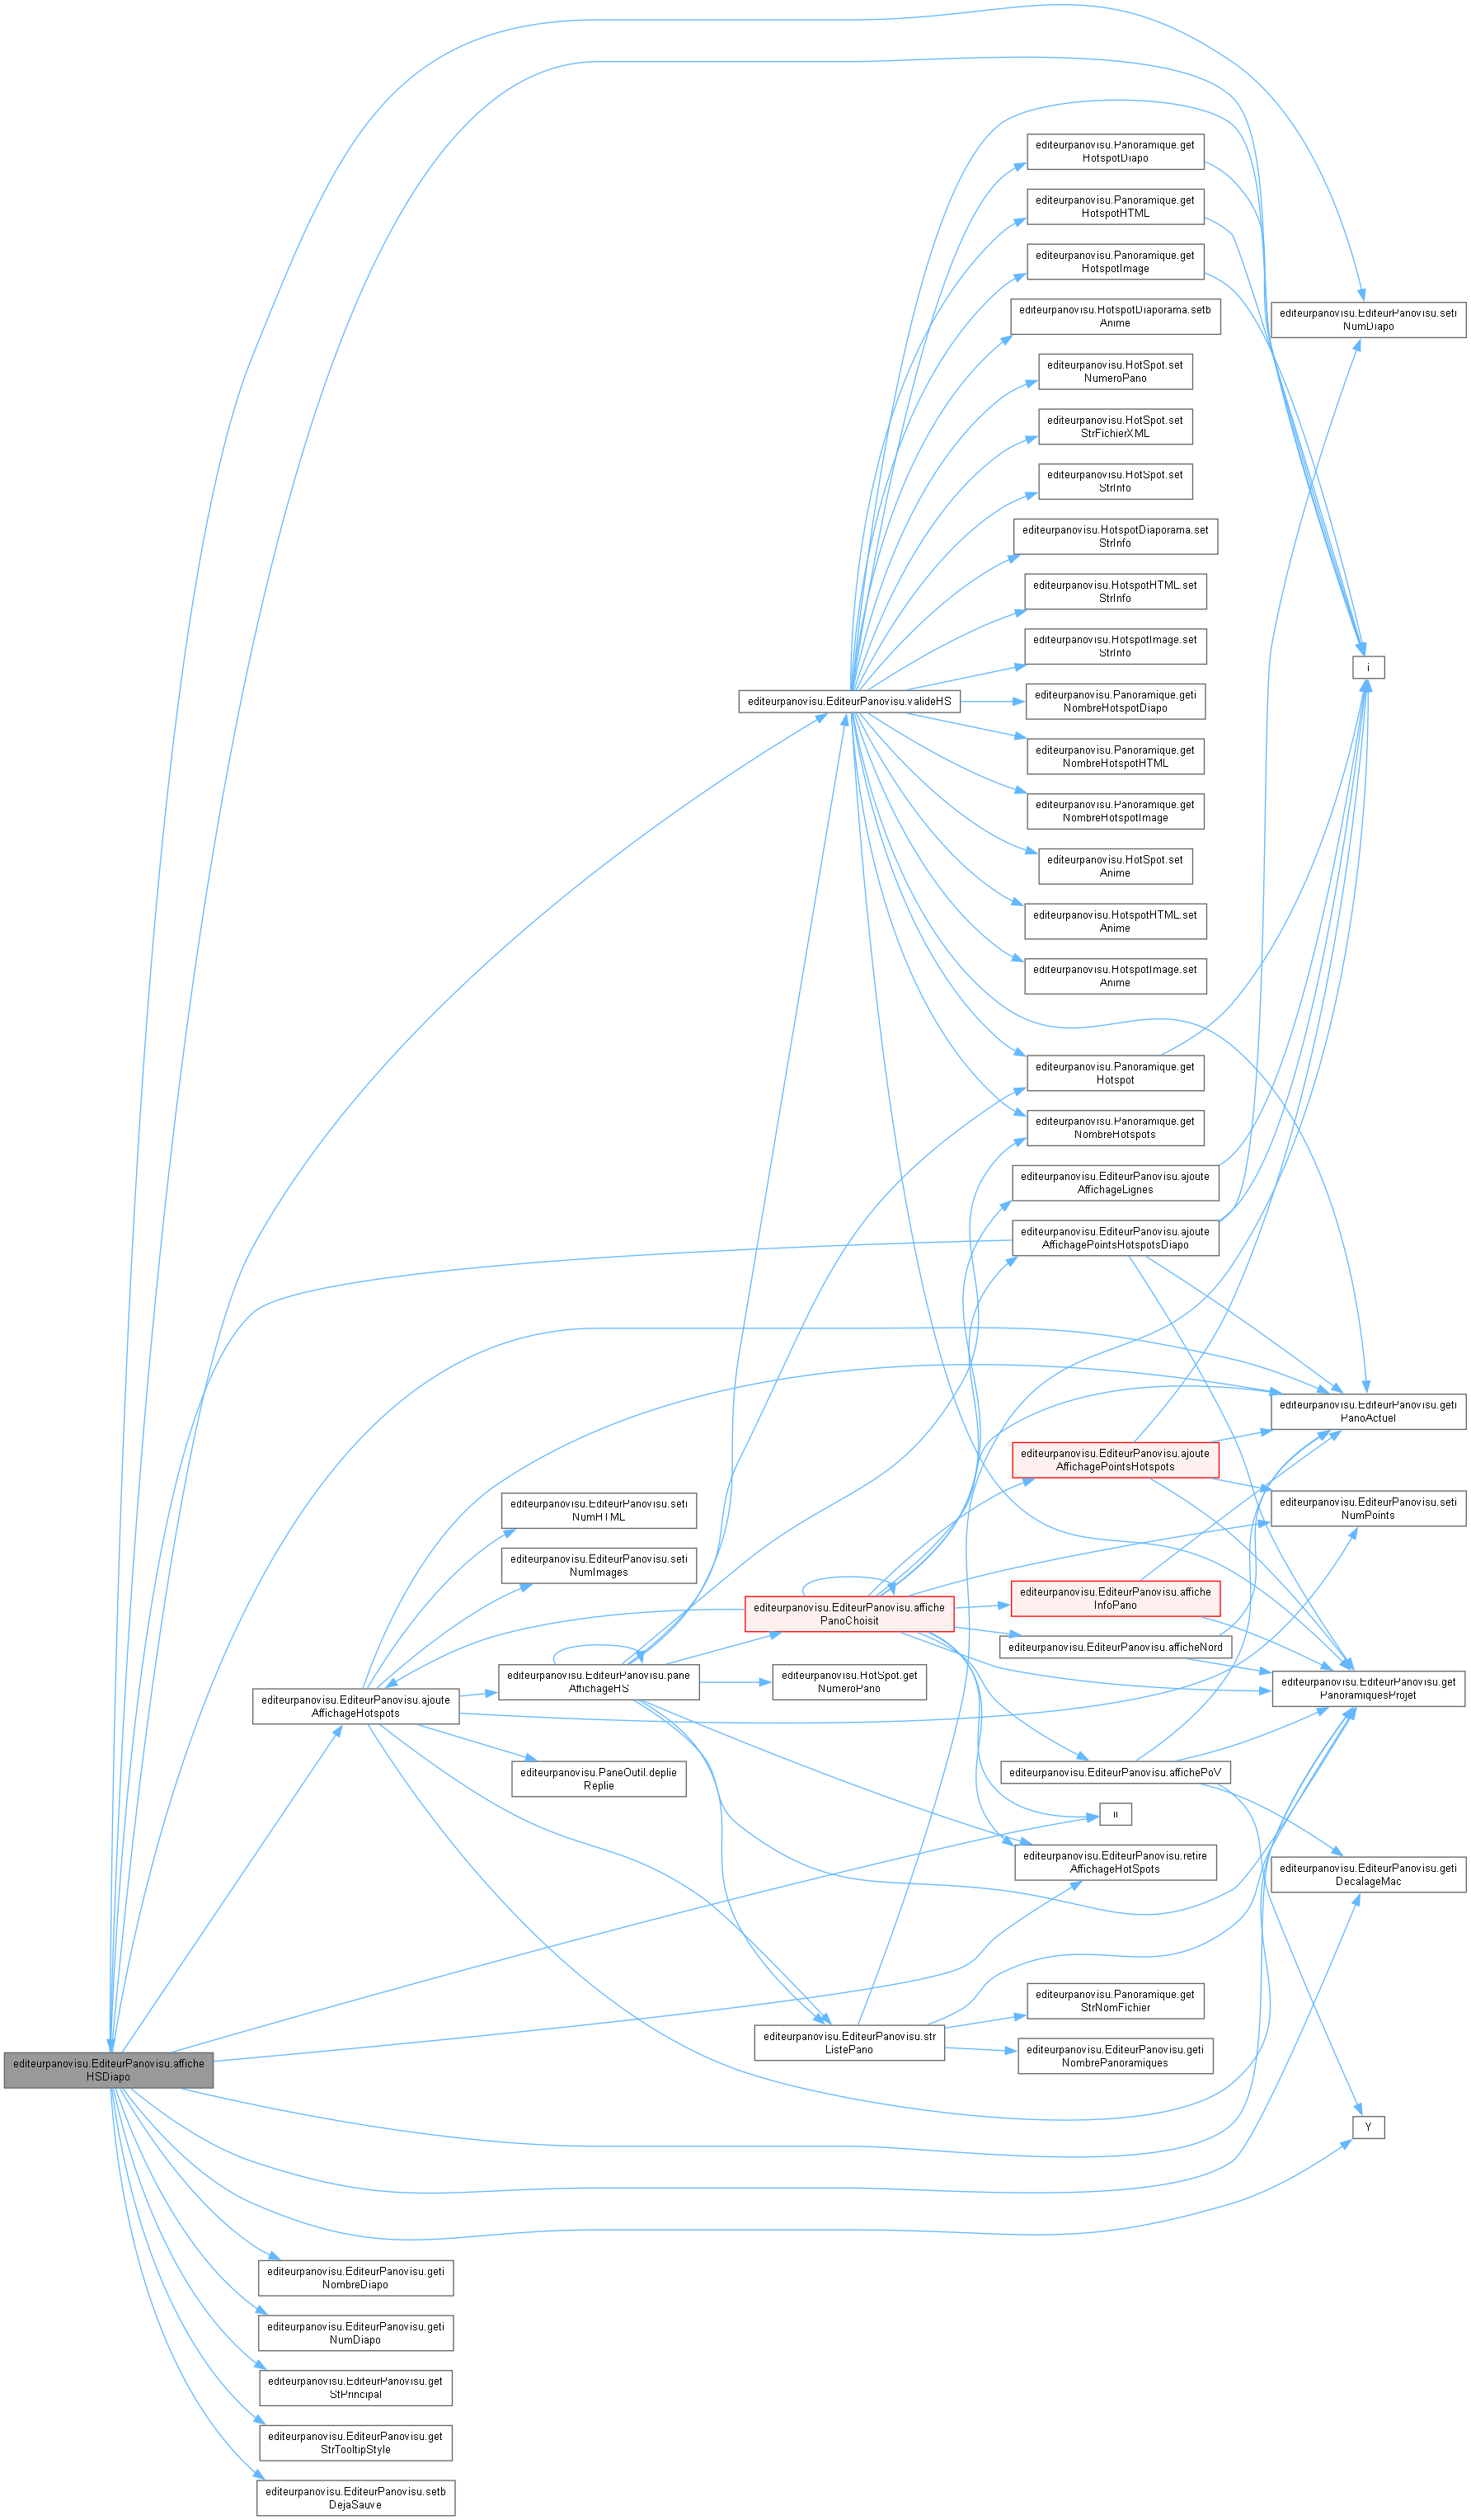 editeurpanovisu.Panoramique.get
HotspotDiapo
editeurpanovisu.Panoramique.get
HotspotHTML
editeurpanovisu.Panoramique.get
HotspotImage
editeurpanovisu.HotspotDiaporama.setb
Anime
editeurpanovisu.EditeurPanovisu.seti
NumDiapo
editeurpanovisu.HotSpot.set
NumeroPano
editeurpanovisu.HotSpot.set
StrFichierXML
editeurpanovisu.HotSpot.set
StrInfo
editeurpanovisu.HotspotDiaporama.set
StrInfo
editeurpanovisu.HotspotHTML.set
StrInfo
editeurpanovisu.HotspotImage.set
StrInfo
i
editeurpanovisu.EditeurPanovisu.valideHS
editeurpanovisu.Panoramique.geti
NombreHotspotDiapo
editeurpanovisu.Panoramique.get
NombreHotspotHTML
editeurpanovisu.Panoramique.get
NombreHotspotImage
editeurpanovisu.HotSpot.set
Anime
editeurpanovisu.HotspotHTML.set
Anime
editeurpanovisu.HotspotImage.set
Anime
editeurpanovisu.Panoramique.get
Hotspot
editeurpanovisu.Panoramique.get
NombreHotspots
editeurpanovisu.EditeurPanovisu.ajoute
AffichageLignes
editeurpanovisu.EditeurPanovisu.ajoute
AffichagePointsHotspotsDiapo
editeurpanovisu.EditeurPanovisu.geti
PanoActuel
editeurpanovisu.EditeurPanovisu.ajoute
AffichagePointsHotspots
editeurpanovisu.EditeurPanovisu.seti
NumHTML
editeurpanovisu.EditeurPanovisu.seti
NumPoints
editeurpanovisu.EditeurPanovisu.seti
NumImages
editeurpanovisu.EditeurPanovisu.affiche
InfoPano
editeurpanovisu.EditeurPanovisu.affiche
PanoChoisit
editeurpanovisu.EditeurPanovisu.afficheNord
editeurpanovisu.EditeurPanovisu.pane
AffichageHS
editeurpanovisu.HotSpot.get
NumeroPano
editeurpanovisu.EditeurPanovisu.get
PanoramiquesProjet
editeurpanovisu.EditeurPanovisu.ajoute
AffichageHotspots
editeurpanovisu.PaneOutil.deplie
Replie
editeurpanovisu.EditeurPanovisu.affichePoV
editeurpanovisu.EditeurPanovisu.retire
AffichageHotSpots
editeurpanovisu.EditeurPanovisu.geti
DecalageMac
editeurpanovisu.Panoramique.get
StrNomFichier
editeurpanovisu.EditeurPanovisu.str
ListePano
editeurpanovisu.EditeurPanovisu.geti
NombrePanoramiques
editeurpanovisu.EditeurPanovisu.affiche
HSDiapo
Y
editeurpanovisu.EditeurPanovisu.geti
NombreDiapo
editeurpanovisu.EditeurPanovisu.geti
NumDiapo
editeurpanovisu.EditeurPanovisu.get
StPrincipal
editeurpanovisu.EditeurPanovisu.get
StrTooltipStyle
editeurpanovisu.EditeurPanovisu.setb
DejaSauve